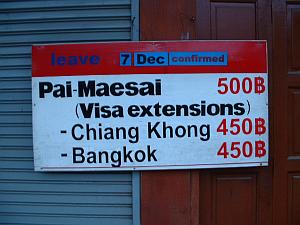 leave 7 Dec confirmed
Pai-Maesai 500฿
(Visa extensions)
- Chiang Khong 450฿
- Bangkok 450฿